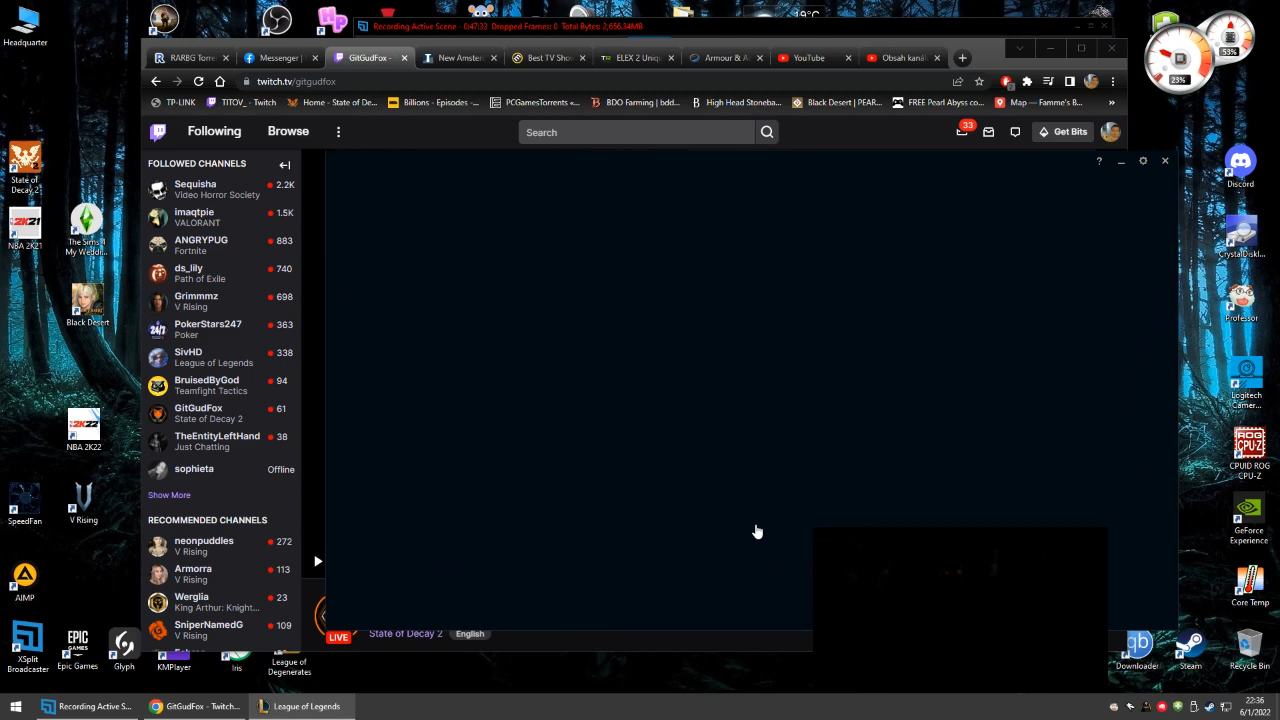 Headquarter
Recording Active Scene - 0:47:33 Dropped Frames: 0 Total Bytes: 2,656.34MB
19°C
53%
23%
RARBG Torre
Messenger |
GitGudFox -
New Amster
Best TV Show
ELEX 2 Uniq
Armour & A
YouTube
Obsah kaná
twitch.tv/gitgudfox
TP-LINK
TITOV_ - Twitch
Home - State of De...
Billions - Episodes -...
PCGamesTorrents «...
BDO Farming | bdd...
High Head Stoneba...
Black Desert | PEAR...
FREE Pearl Abyss co...
Map — Famme's B...
»
Following
Browse
Search
33
Get Bits
FOLLOWED CHANNELS
Sequisha
2.2K
Video Horror Society
imaqtpie
1.5K
VALORANT
ANGRYPUG
883
Fortnite
ds_lily
740
Path of Exile
Grimmmz
698
V Rising
PokerStars247
363
Poker
SivHD
338
League of Legends
BruisedByGod
94
Teamfight Tactics
GitGudFox
61
State of Decay 2
TheEntityLeftHand
38
Just Chatting
sophieta
Offline
Show More
RECOMMENDED CHANNELS
neonpuddles
272
V Rising
Armorra
113
V Rising
Werglia
23
King Arthur: Knight...
SniperNamedG
109
V Rising
LIVE
State of Decay 2
English
?
State of
Decay 2
NBA 2K21
The Sims 4
My Weddi...
Black Desert
NBA 2K22
SpeedFan
V Rising
AIMP
XSplit
Broadcaster
Epic Games
Glyph
KMPlayer
Iris
League of
Degenerates
Discord
CrystalDiskI...
Professor
Logitech
Camer...
CPUID ROG
CPU-Z
GeForce
Experience
Core Temp
Downloader
Steam
Recycle Bin
Recording Active S...
GitGudFox - Twitch...
League of Legends
22:36
6/1/2022